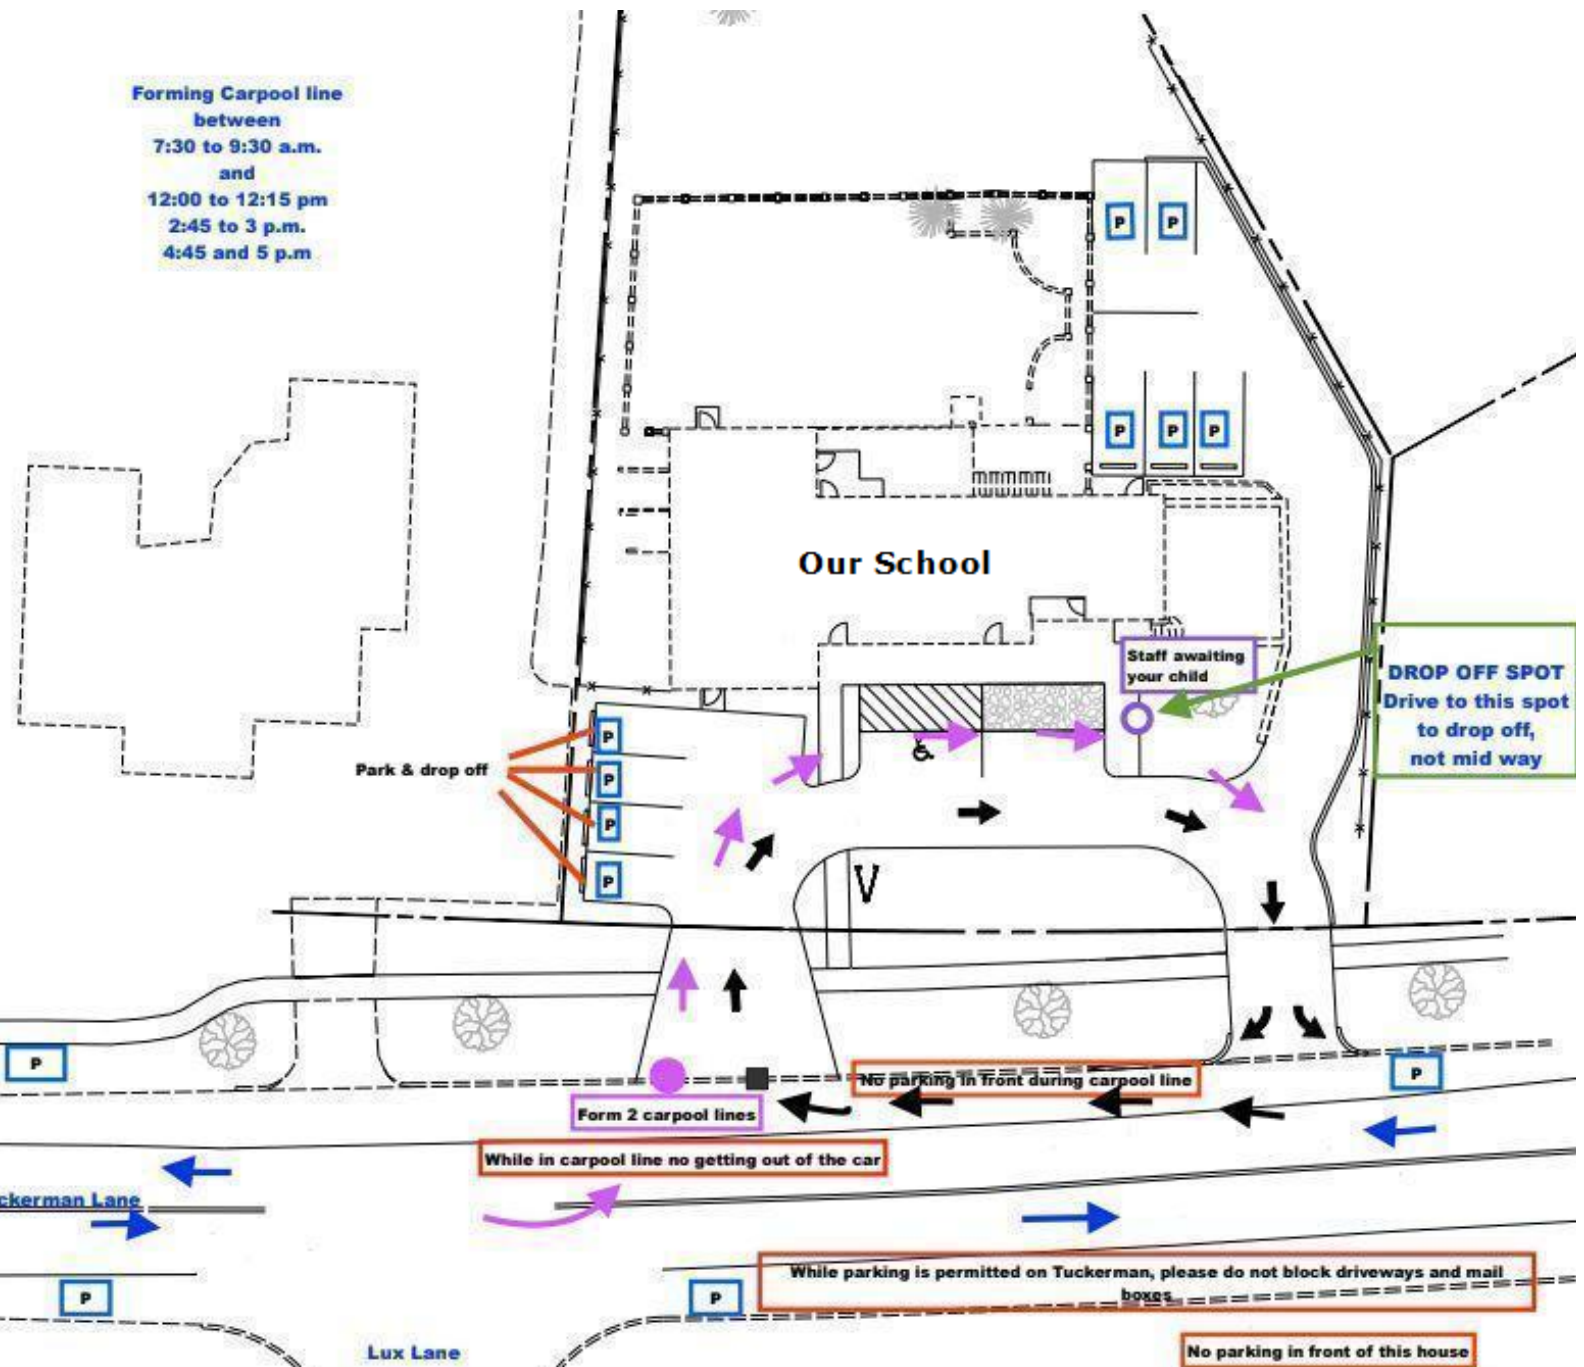 Forming Carpool line
between
7:30 to 9:30 a.m.
and
12:00 to 12:15 pm
2:45 to 3 p.m.
4:45 and 5 p.m
P
P
P
P
P
Our School
Staff awaiting
your child
DROP OFF SPOT
Drive to this spot
to drop off,
not mid way
Park & drop off
P
P
P
P
V
P
P
No parking in front during carpool line
Form 2 carpool lines
While in carpool line no getting out of the car
ckerman Lane
While parking is permitted on Tuckerman, please do not block driveways and mail
boxes
P
P
Lux Lane
No parking in front of this house